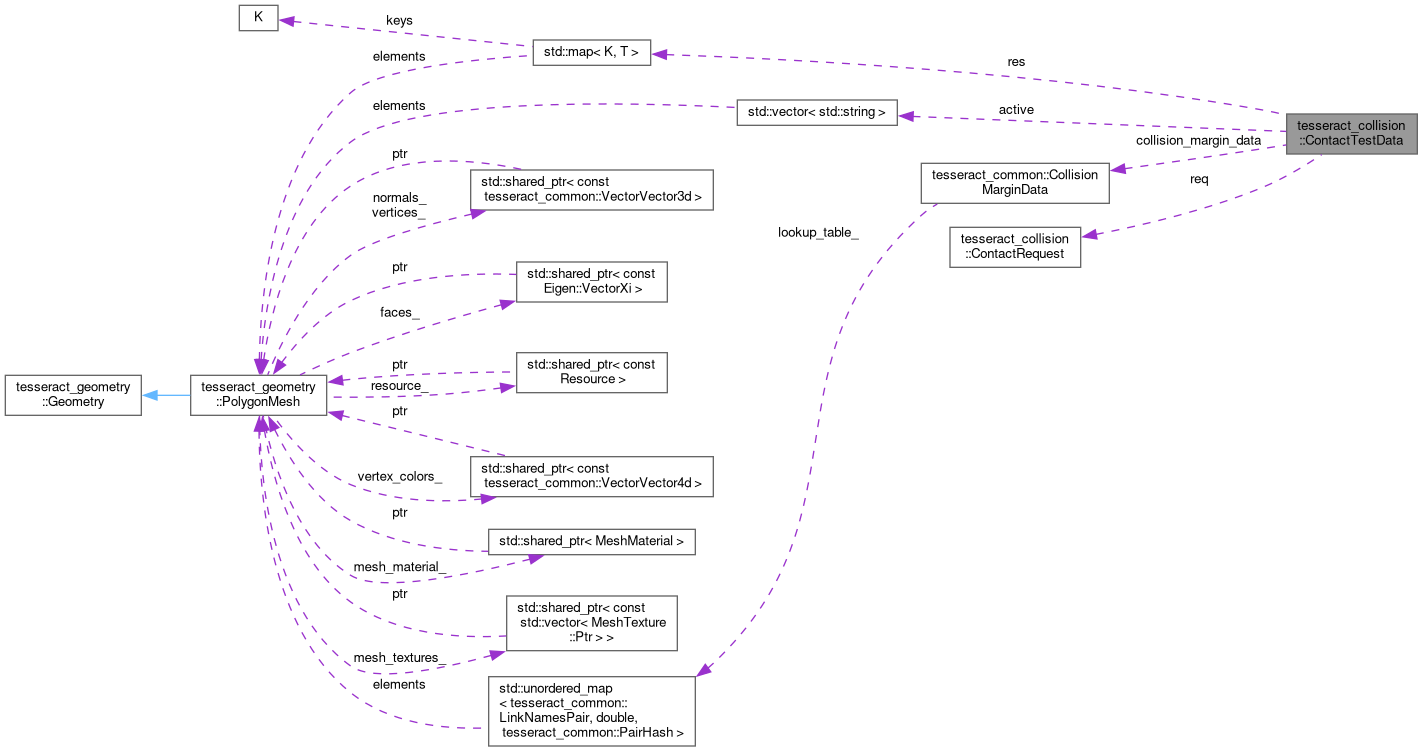 K
keys
std::map< K, T >
elements
res
elements
std::vector< std::string >
active
tesseract_collision
::ContactTestData
collision_margin_data
ptr
std::shared_ptr< const
tesseract_common::VectorVector3d >
tesseract_common::Collision
MarginData
req
normals_
vertices_
lookup_table_
tesseract_collision
::ContactRequest
ptr
std::shared_ptr< const
Eigen::VectorXi >
faces_
ptr
std::shared_ptr< const
Resource >
resource_
tesseract_geometry
::Geometry
tesseract_geometry
::PolygonMesh
ptr
std::shared_ptr< const
tesseract_common::VectorVector4d >
vertex_colors_
ptr
std::shared_ptr< MeshMaterial >
mesh_material_
ptr
std::shared_ptr< const
std::vector< MeshTexture
::Ptr > >
mesh_textures_
elements
std::unordered_map
< tesseract_common::
LinkNamesPair, double,
tesseract_common::PairHash >